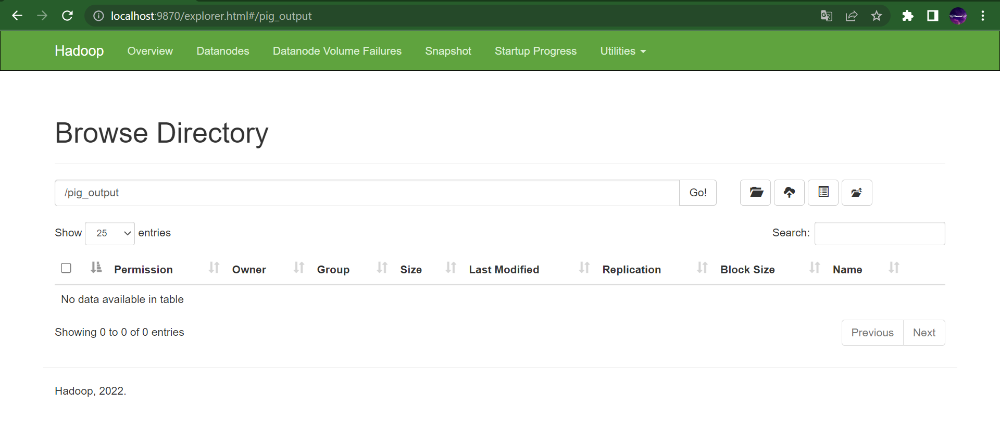 localhost:9870/explorer.html#/pig_output
Hadoop Overview Datanodes Datanode Volume Failures Snapshot Startup Progress Utilities
Browse Directory
/pig_output Go!
Show 25 entries Search:
Permission Owner Group Size Last Modified Replication Block Size Name
No data available in table
Showing 0 to 0 of 0 entries Previous Next
Hadoop, 2022.